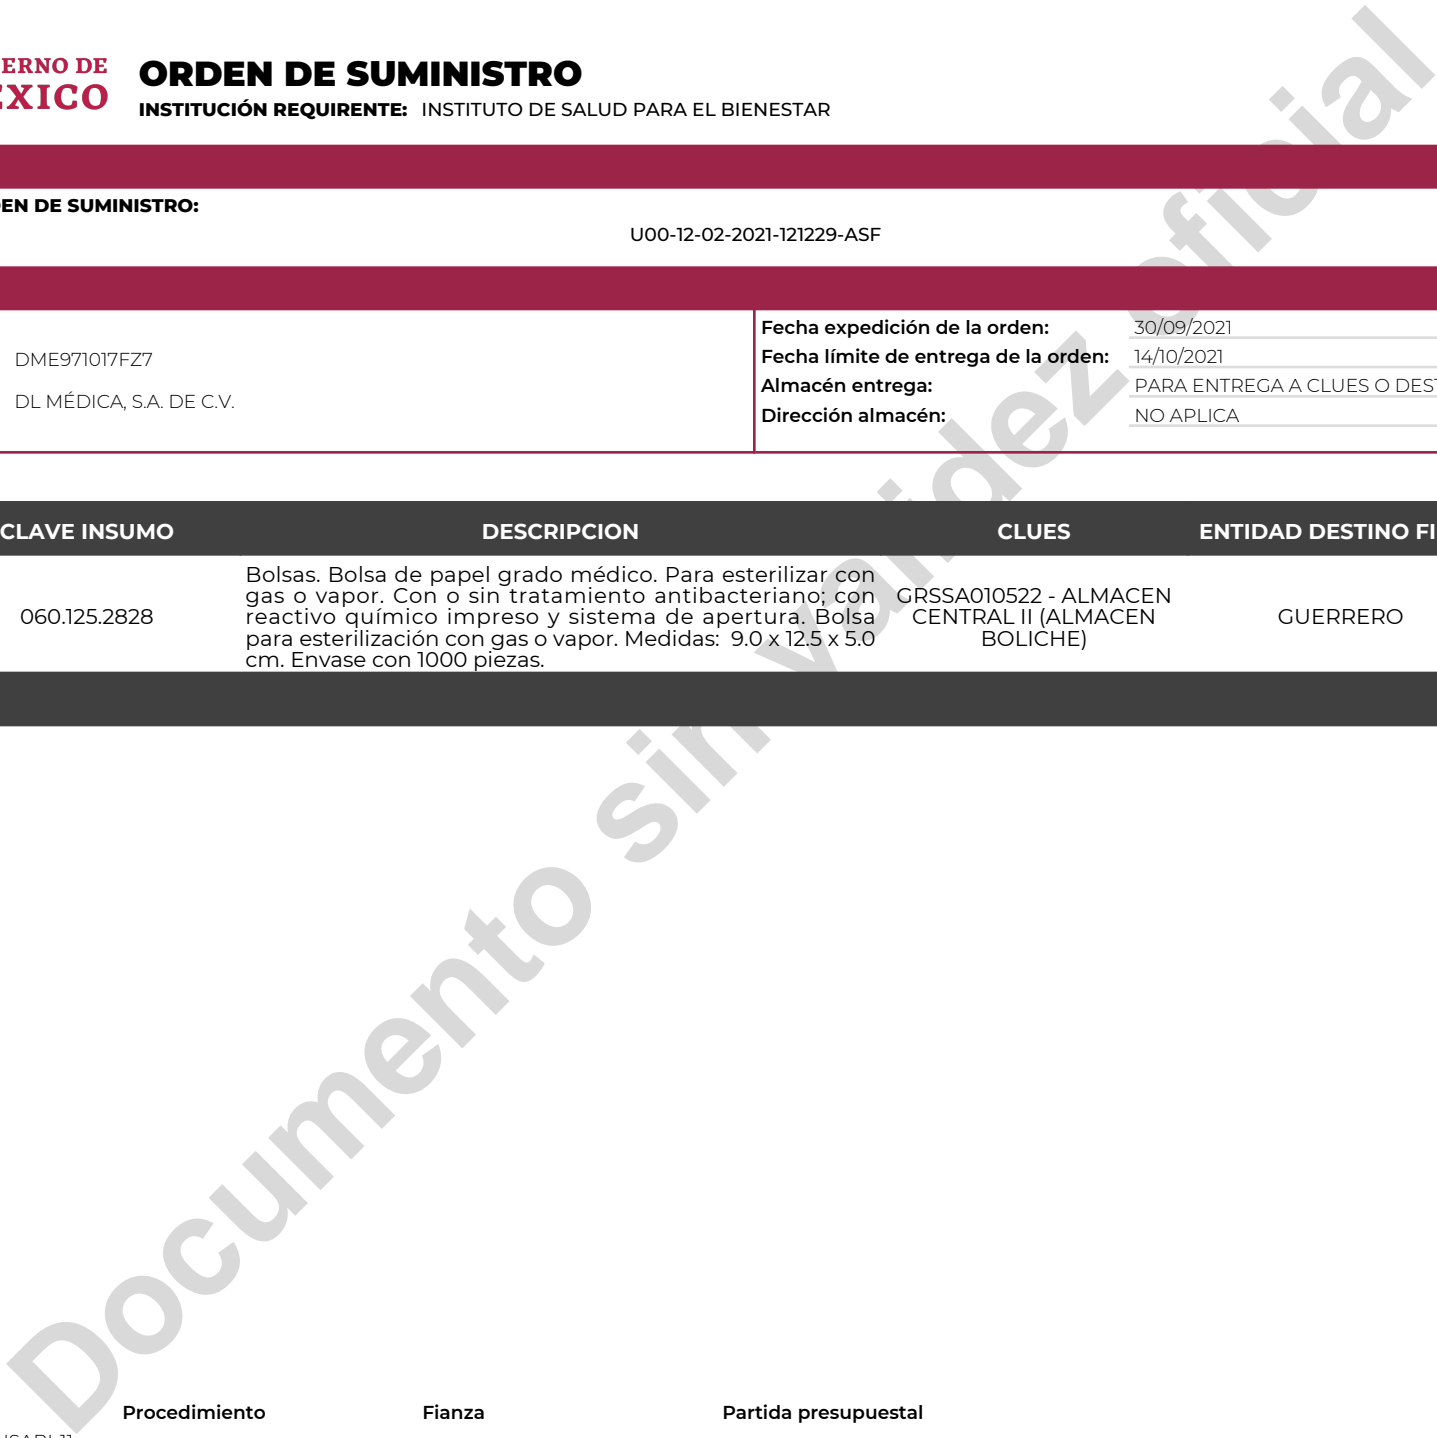 ERNO DE
ÉXICO
ORDEN DE SUMINISTRO
INSTITUCIÓN REQUIRENTE: INSTITUTO DE SALUD PARA EL BIENESTAR
EN DE SUMINISTRO:
U00-12-02-2021-121229-ASF
DME971017FZ7
DL MÉDICA, S.A. DE C.V.
Fecha expedición de la orden: 30/09/2021
Fecha límite de entrega de la orden: 14/10/2021
Almacén entrega: PARA ENTREGA A CLUES O DEST
Dirección almacén: NO APLICA
CLAVE INSUMO DESCRIPCION CLUES ENTIDAD DESTINO FI
060.125.2828
Bolsas. Bolsa de papel grado médico. Para esterilizar con
gas o vapor. Con o sin tratamiento antibacteriano; con
reactivo químico impreso y sistema de apertura. Bolsa
para esterilización con gas o vapor. Medidas: 9.0 x 12.5 x 5.0
cm. Envase con 1000 piezas.
GRSSA010522 - ALMACEN
CENTRAL II (ALMACEN
BOLICHE)
GUERRERO
Documento sin validez oficial
Procedimiento Fianza Partida presupuestal